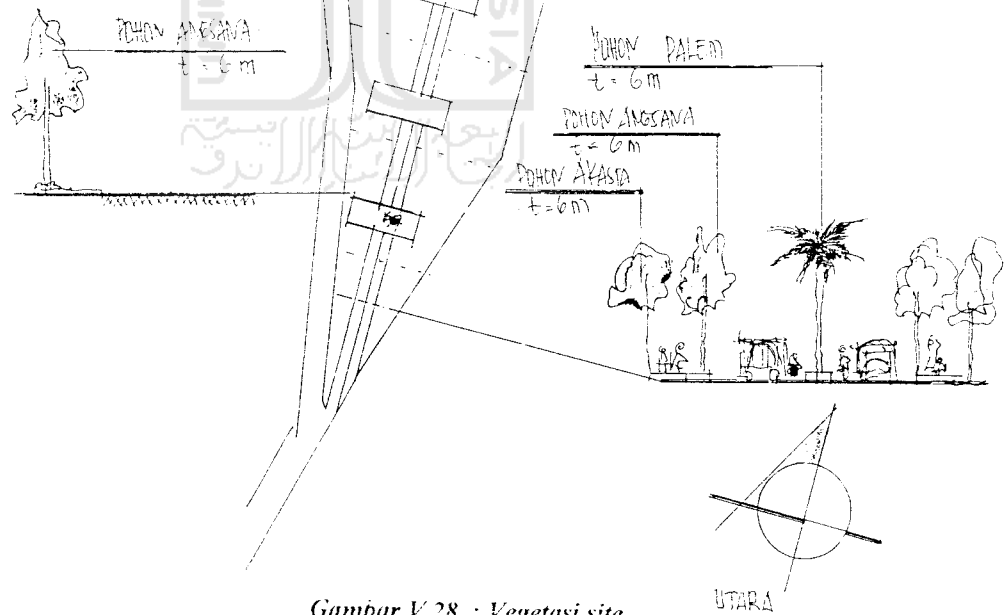 POHON ANGSANA
t = 6 m
POHON PALEM
t = 6 m
POHON ANGSANA
t = 6 m
POHON AKASIA
t = 6 m
UTARA
Gambar V.28. : Vegetasi site